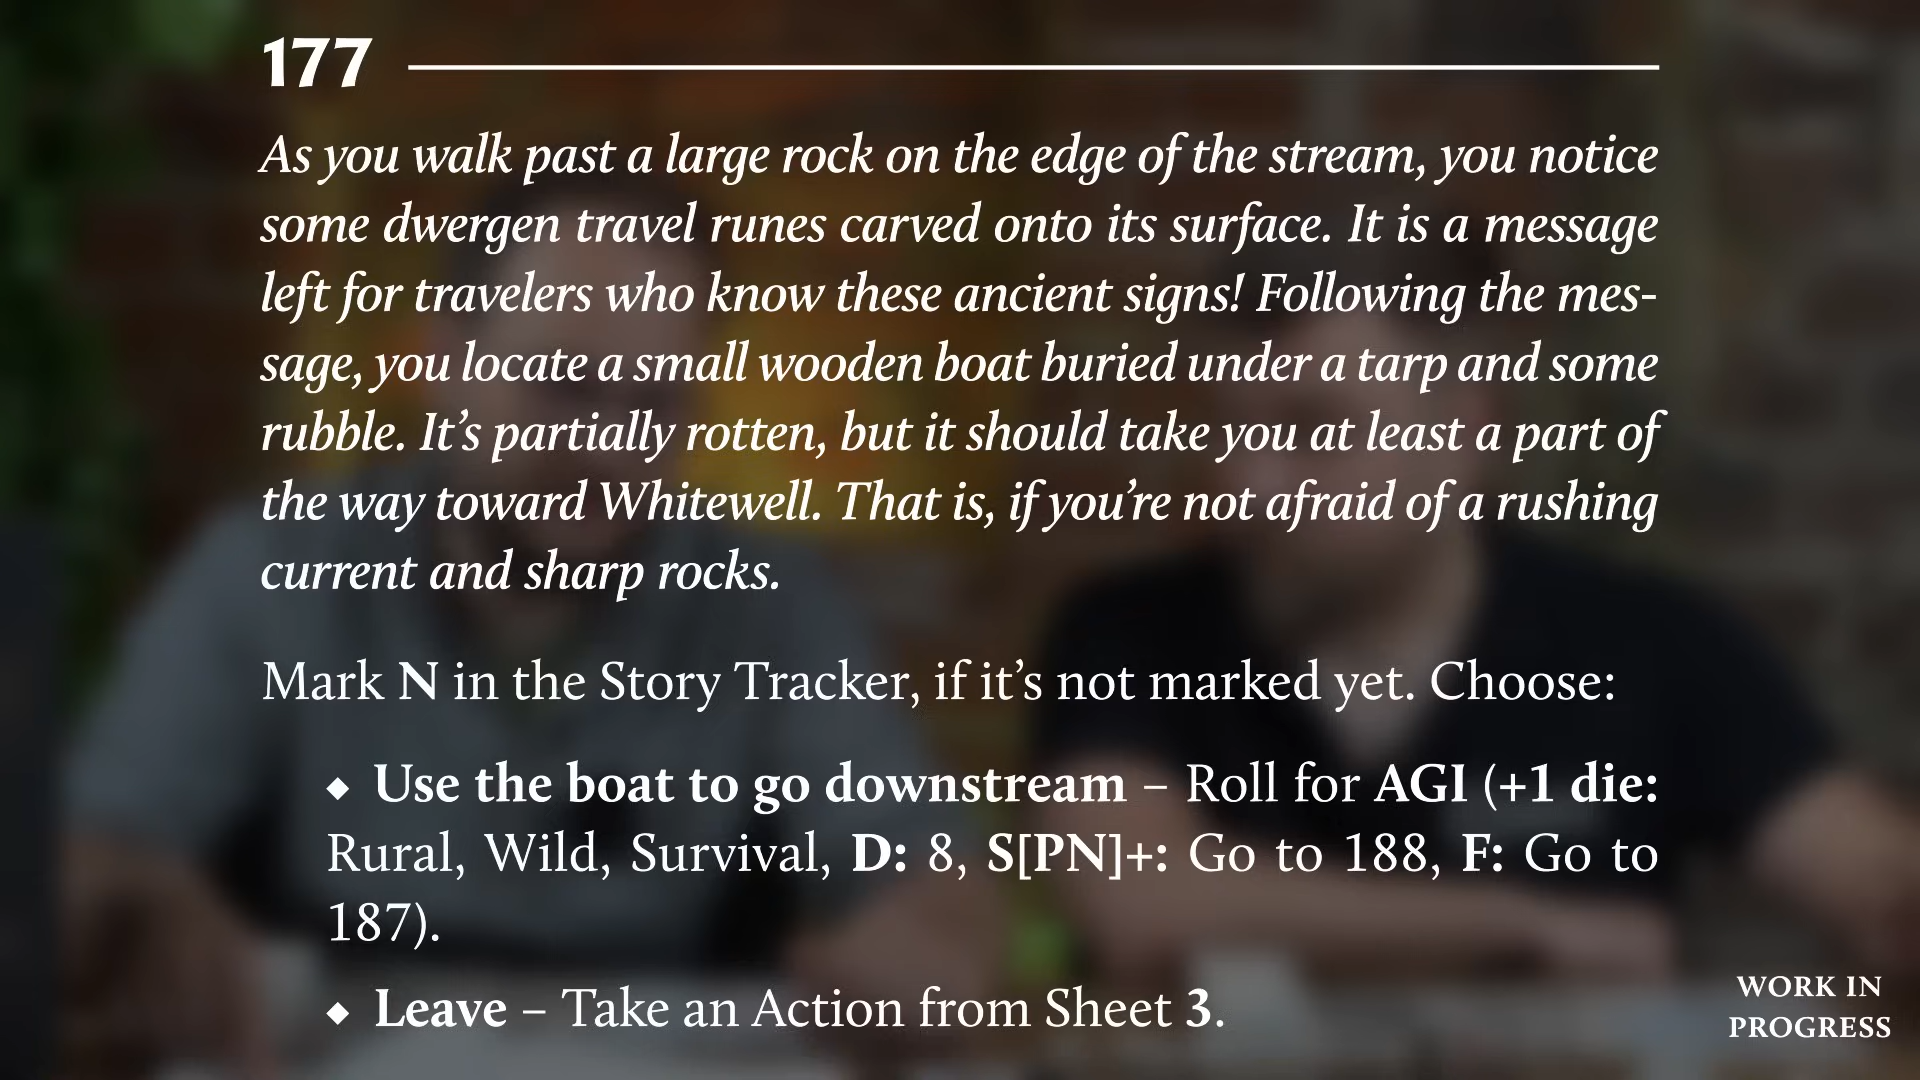 177
As you walk past a large rock on the edge of the stream, you notice
some dwergen travel runes carved onto its surface. It is a message
left for travelers who know these ancient signs! Following the mes-
sage, you locate a small wooden boat buried under a tarp and some
rubble. It’s partially rotten, but it should take you at least a part of
the way toward Whitewell. That is, if you’re not afraid of a rushing
current and sharp rocks.
Mark N in the Story Tracker, if it’s not marked yet. Choose:
◆ Use the boat to go downstream – Roll for AGI (+1 die:
Rural, Wild, Survival, D: 8, S[PN]+: Go to 188, F: Go to
187).
◆ Leave – Take an Action from Sheet 3.
WORK IN
PROGRESS